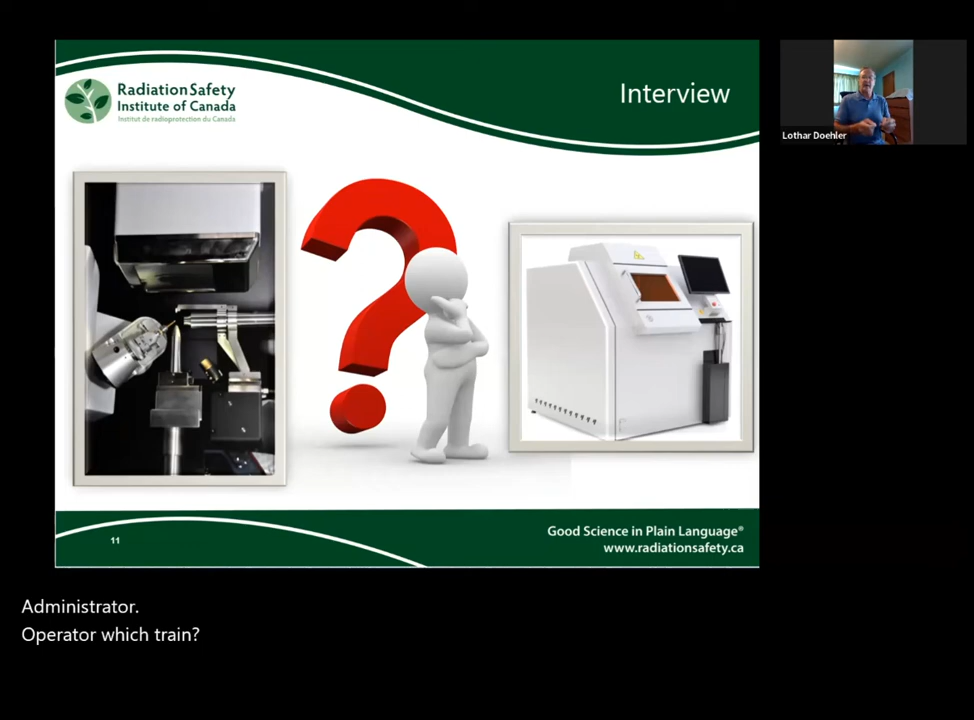 Radiation Safety
Institute of Canada
Institut de radioprotection du Canada
Interview
Lothar Doehler
11
Good Science in Plain Language®
www.radiationsafety.ca
Administrator.
Operator which train?